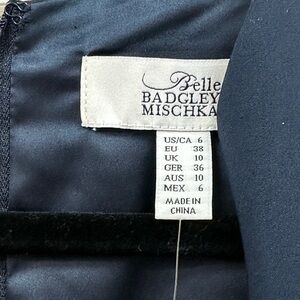 Belle
BADGLEY
MISCHKA
US/CA 6
EU 38
UK 10
GER 36
AUS 10
MEX 6
MADE IN
CHINA